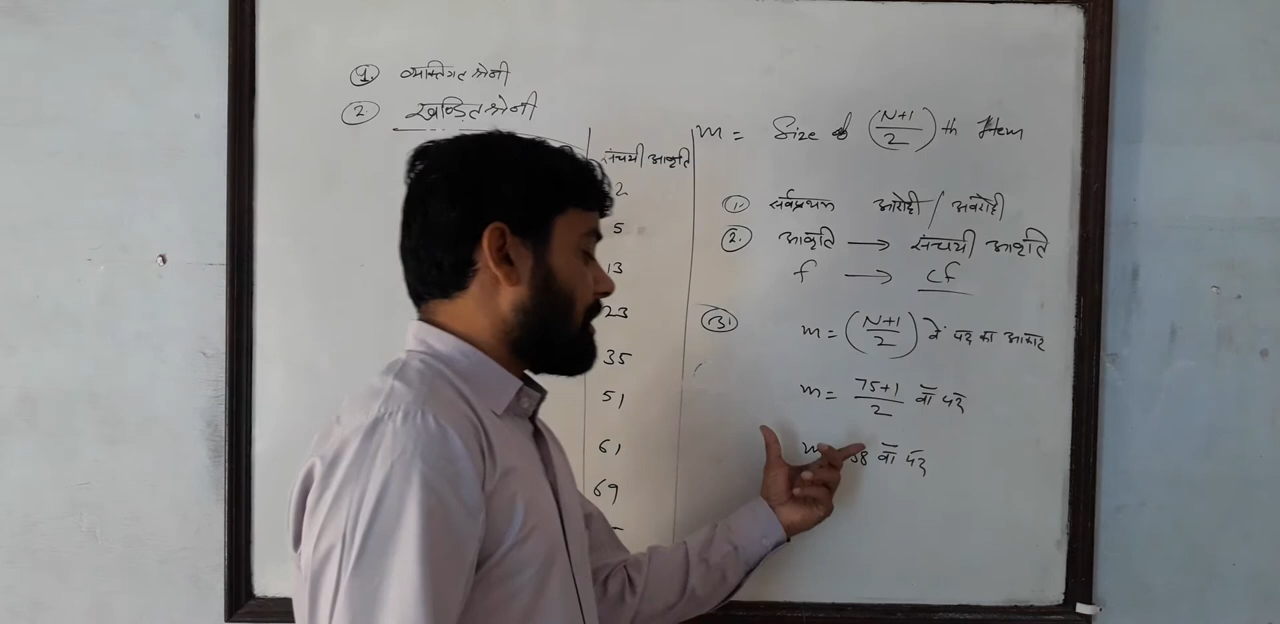 1. व्यक्तिगत श्रेणी
2. खण्डित श्रेणी
संचयी आवृत्ति
2
5
13
23
35
51
61
69
m = Size of (N+1/2)th Item
1. सर्वप्रथम आरोही / अवरोही
2. आवृत्ति → संचयी आवृत्ति
f → cf
3. m = (N+1/2) वें पद का आकार
m = 75+1/2 वाँ पद
m 38 वाँ पद